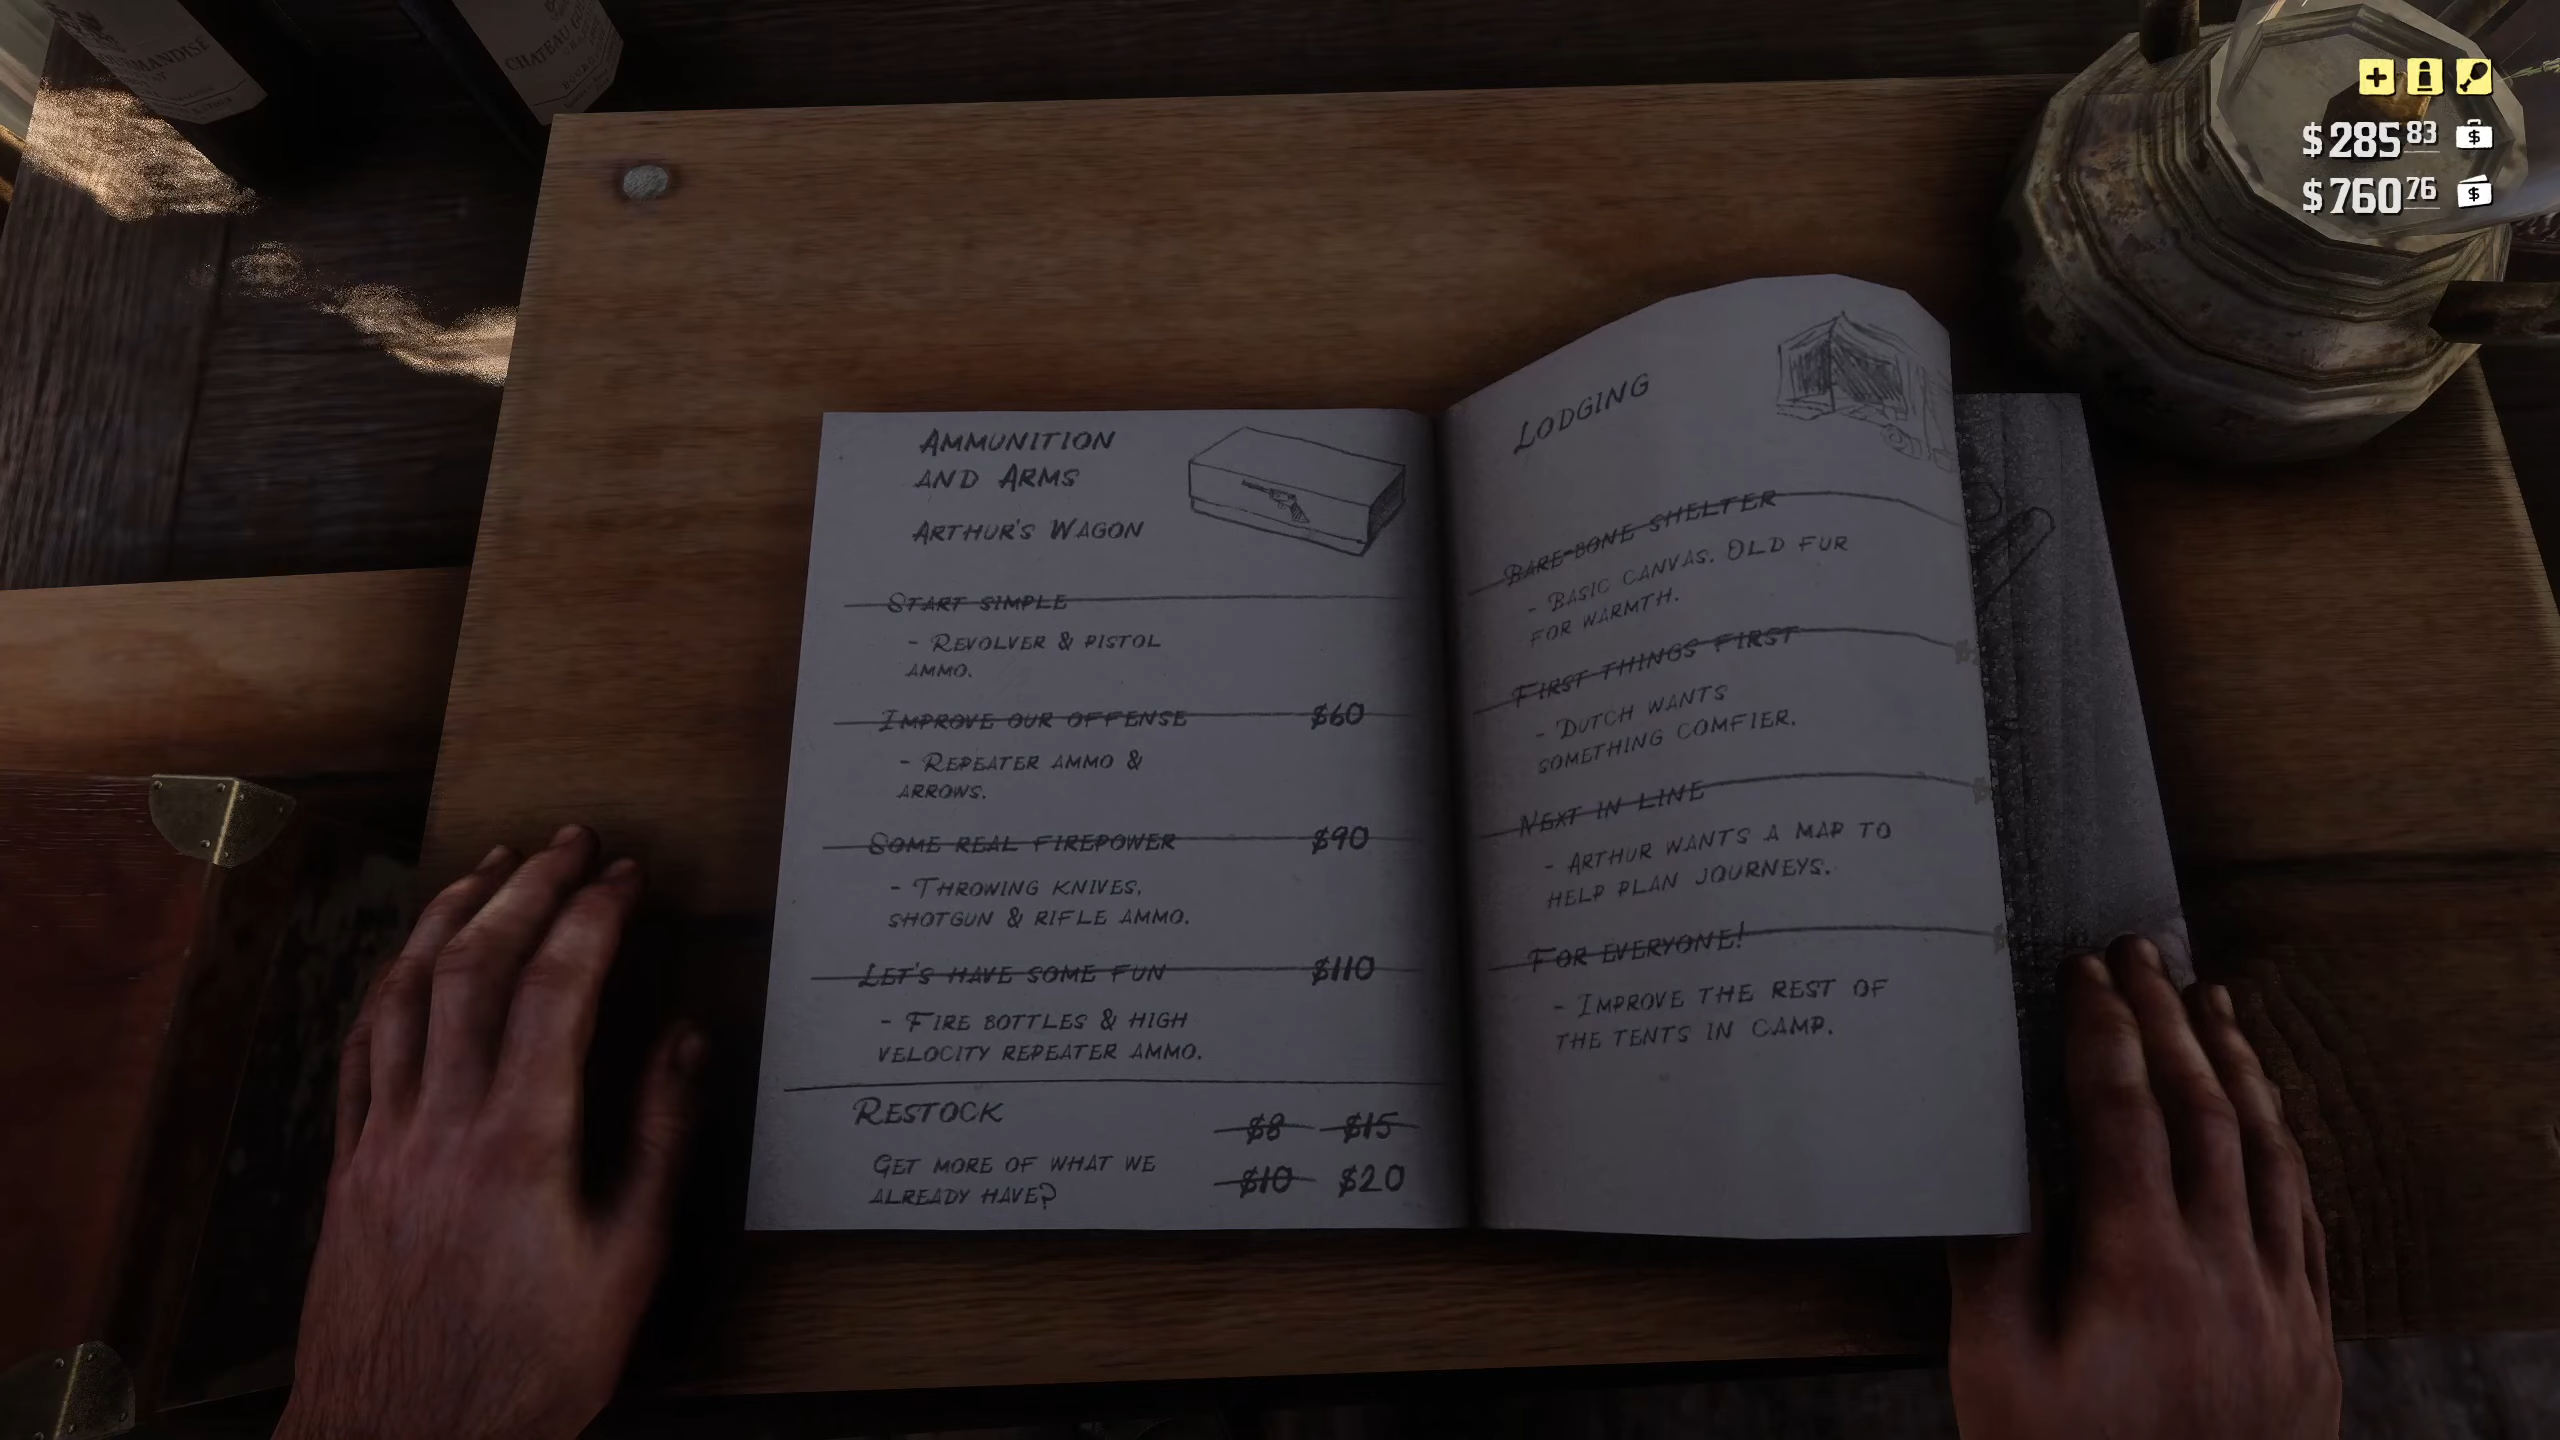 CHATEAU
$285 83
$760 76
AMMUNITION
AND ARMS
ARTHUR'S WAGON
START SIMPLE
- REVOLVER & PISTOL
AMMO.
IMPROVE OUR OFFENSE $60
- REPEATER AMMO &
ARROWS.
SOME REAL FIREPOWER $90
- THROWING KNIVES,
SHOTGUN & RIFLE AMMO.
LET'S HAVE SOME FUN $110
- FIRE BOTTLES & HIGH
VELOCITY REPEATER AMMO.
RESTOCK $8 $15
GET MORE OF WHAT WE
ALREADY HAVE? $10 $20
LODGING
BARE-BONE SHELTER
- BASIC CANVAS. OLD FUR
FOR WARMTH.
FIRST THINGS FIRST
- DUTCH WANTS
SOMETHING COMFIER.
NEXT IN LINE
- ARTHUR WANTS A MAP TO
HELP PLAN JOURNEYS.
FOR EVERYONE!
- IMPROVE THE REST OF
THE TENTS IN CAMP.